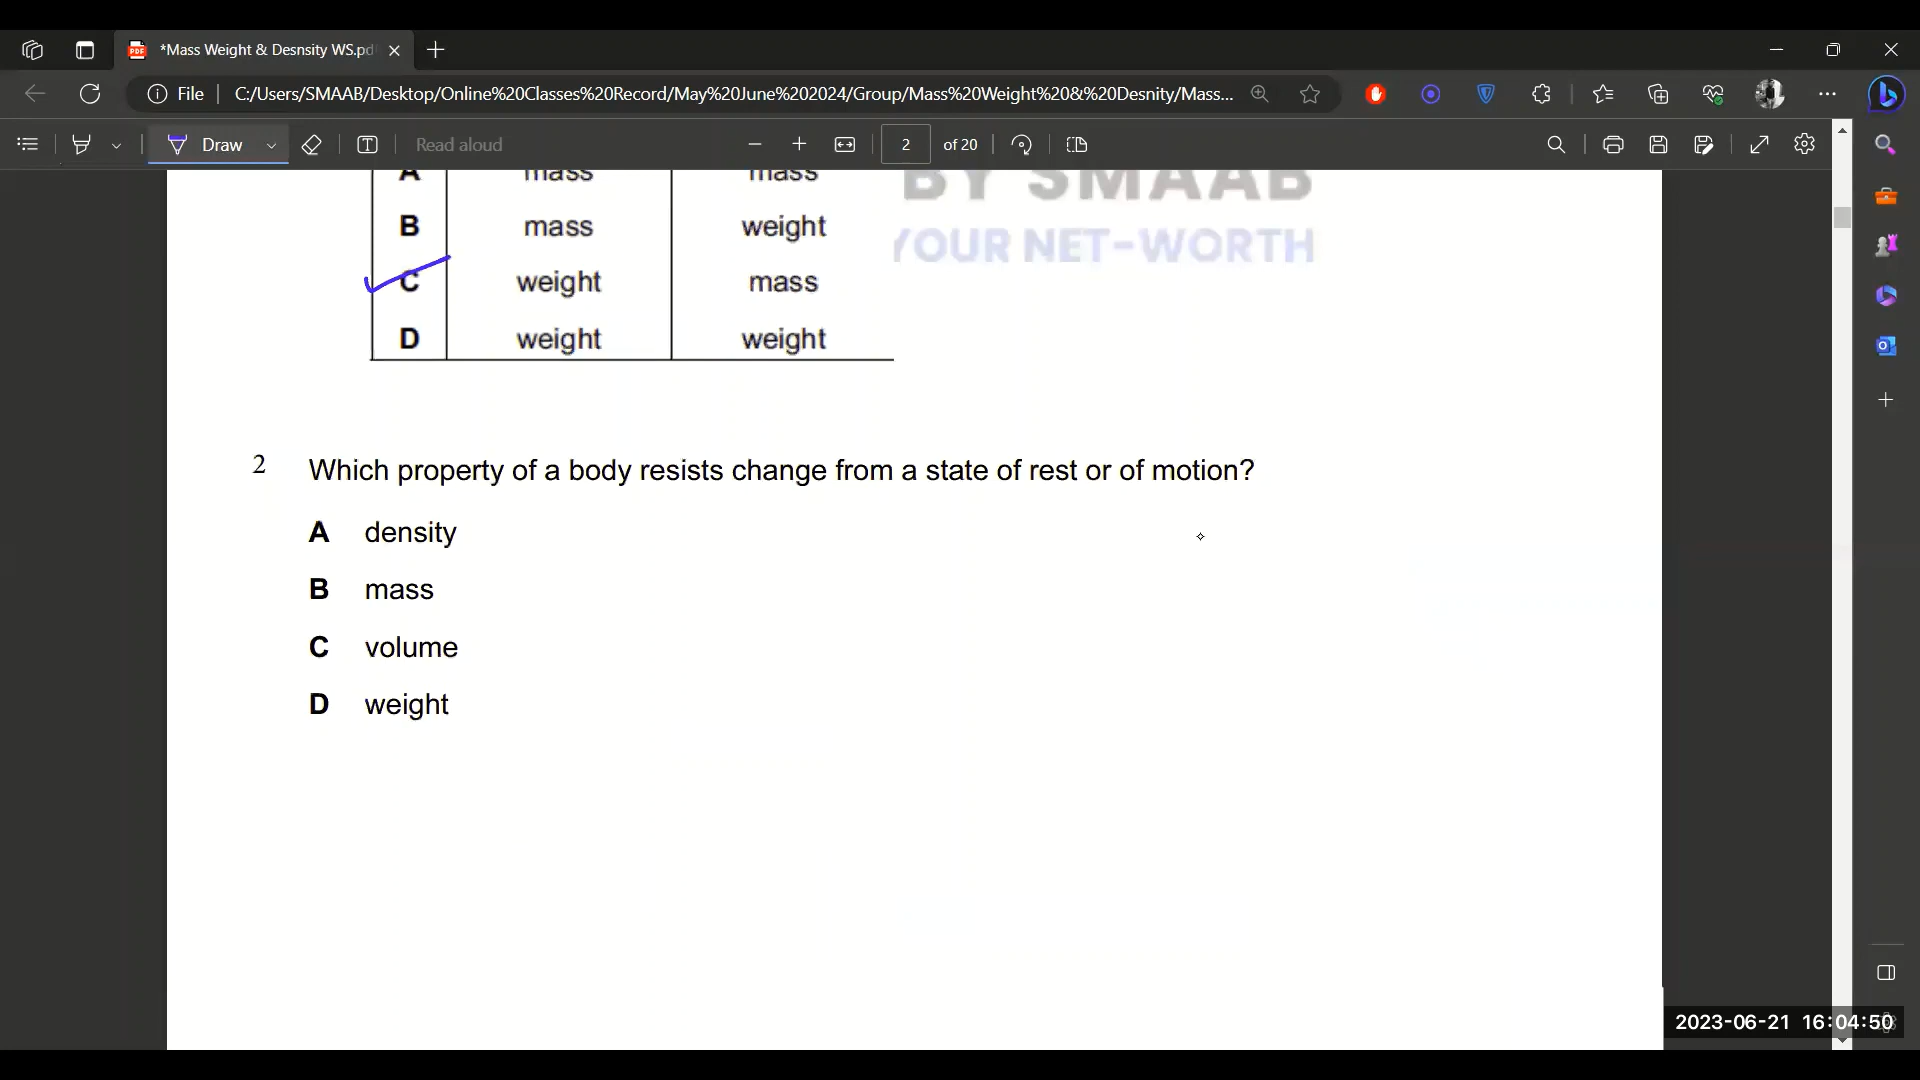 *Mass Weight & Desnsity WS.pd
File
C:/Users/SMAAB/Desktop/Online%20Classes%20Record/May%20June%202024/Group/Mass%20Weight%20&%20Desnity/Mass...
Draw
Read aloud
2
of 20
A mass mass
BY SMAAB
B mass weight
YOUR NET-WORTH
C weight mass
D weight weight
2 Which property of a body resists change from a state of rest or of motion?
A density
B mass
C volume
D weight
2023-06-21 16:04:50